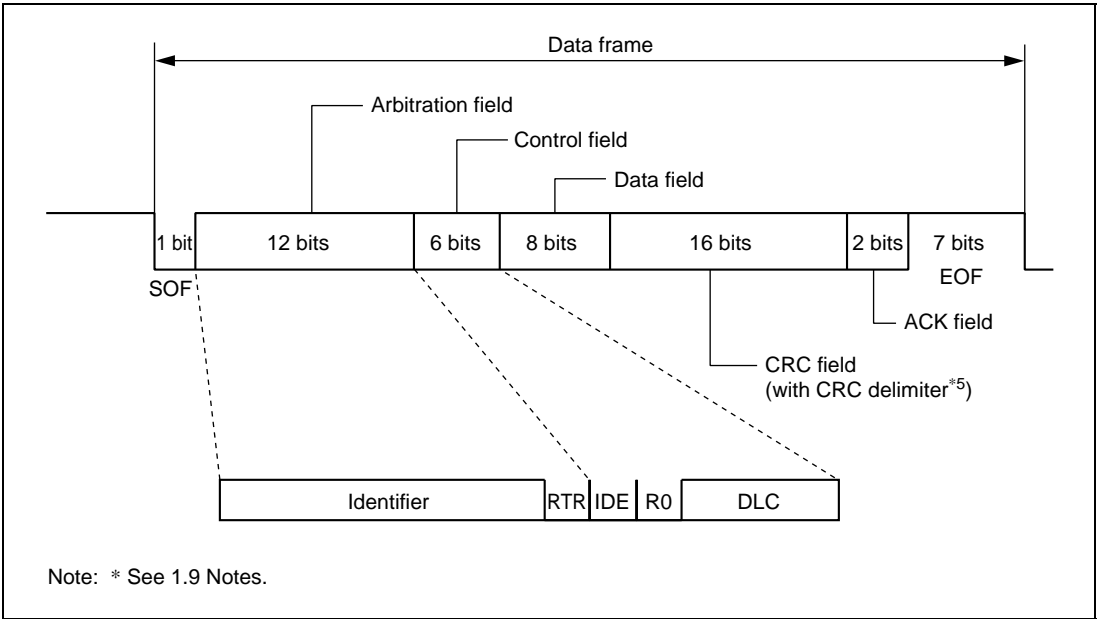 Data frame
Arbitration field
Control field
Data field
1 bit 12 bits 6 bits 8 bits 16 bits 2 bits 7 bits
SOF EOF
ACK field
CRC field
(with CRC delimiter*5)
Identifier RTR IDE R0 DLC
Note: * See 1.9 Notes.